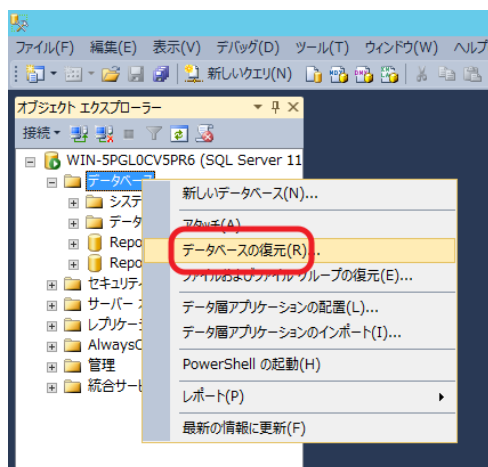 ファイル(F) 編集(E) 表示(V) デバッグ(D) ツール(T) ウィンドウ(W) ヘルプ
新しいクエリ(N)
オブジェクト エクスプローラー
接続
WIN-5PGL0CV5PR6 (SQL Server 11
データベース
新しいデータベース(N)...
システ
アタッチ(A)...
データ
データベースの復元(R)...
Repo
ファイルおよびファイル グループの復元(E)...
Repo
セキュリテ
データ層アプリケーションの配置(L)...
サーバー
データ層アプリケーションのインポート(I)...
レプリケー
AlwaysO
PowerShell の起動(H)
管理
レポート(P)
統合サー
最新の情報に更新(F)